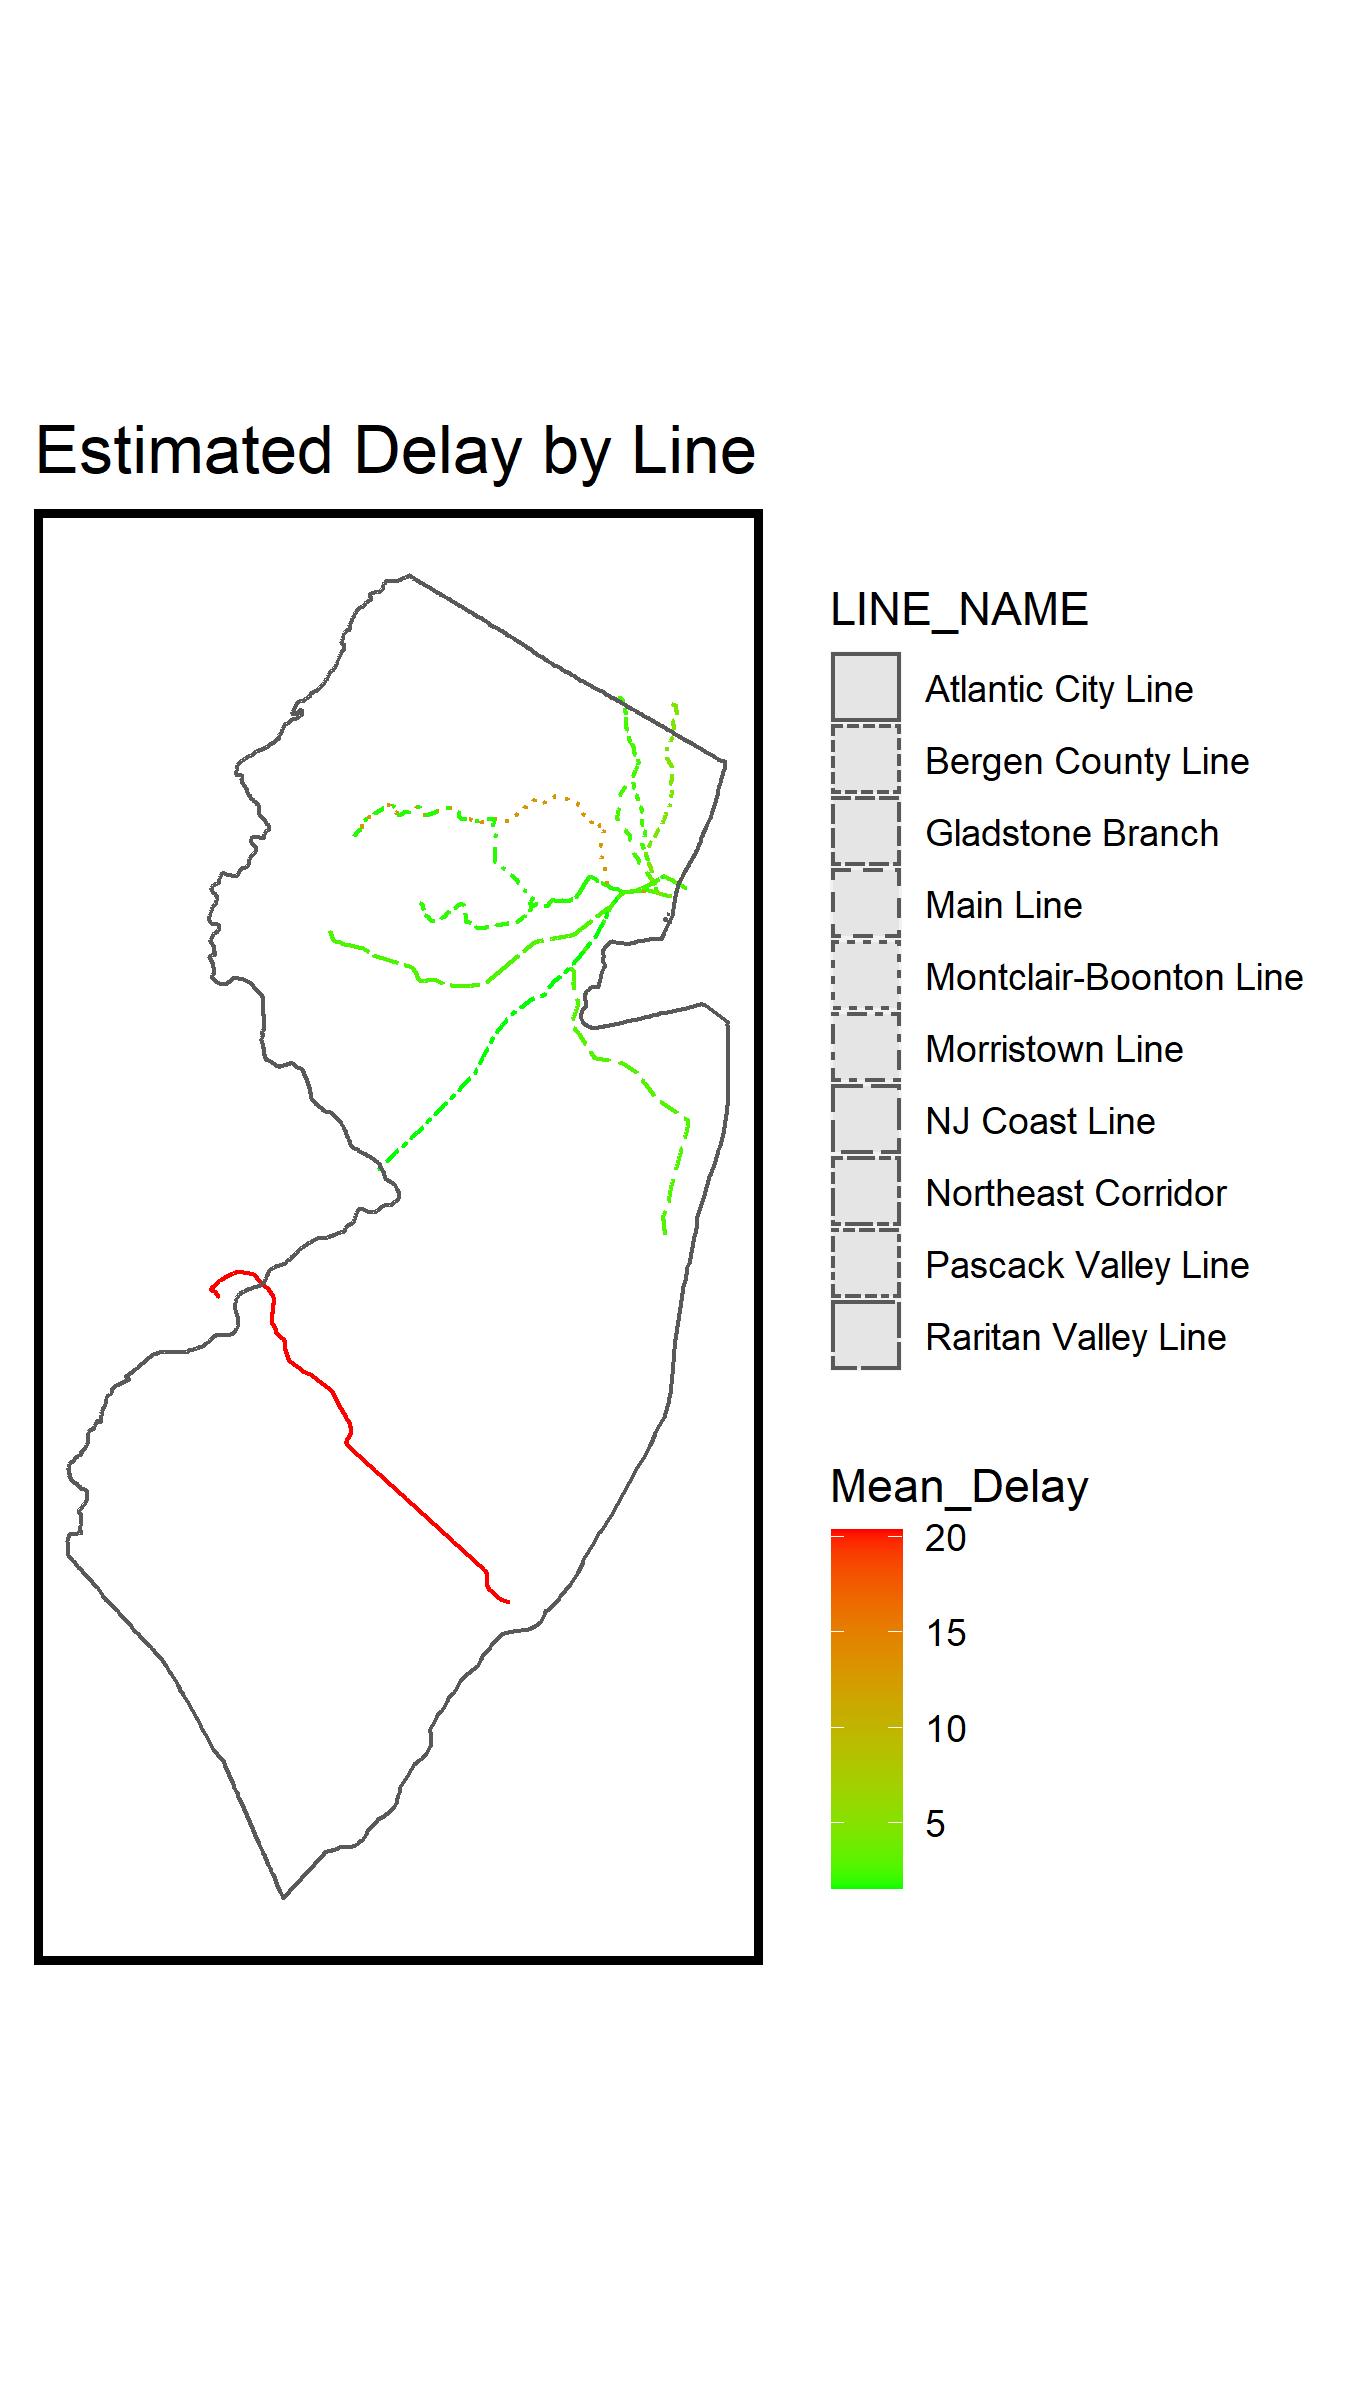 Estimated Delay by Line
LINE_NAME
Atlantic City Line
Bergen County Line
Gladstone Branch
Main Line
Montclair-Boonton Line
Morristown Line
NJ Coast Line
Northeast Corridor
Pascack Valley Line
Raritan Valley Line
Mean_Delay
20
15
10
5